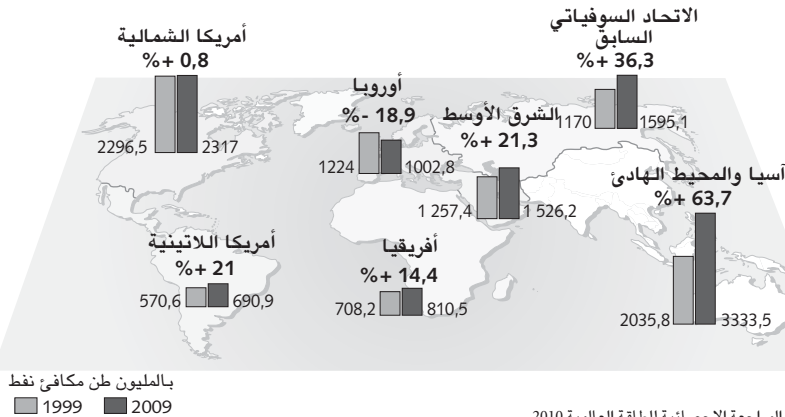 الاتحاد السوفياتي
السابق
%+ 36,3
1170
1595,1
أمريكا الشمالية
%+ 0,8
2296,5
2317
أوروبا
%- 18,9
1224
1002,8
الشرق الأوسط
%+ 21,3
1 257,4
1 526,2
آسيا والمحيط الهادئ
%+ 63,7
2035,8
3333,5
أمريكا اللاتينية
%+ 21
570,6
690,9
أفريقيا
%+ 14,4
708,2
810,5
بالمليون طن مكافئ نفط
1999
2009
2010